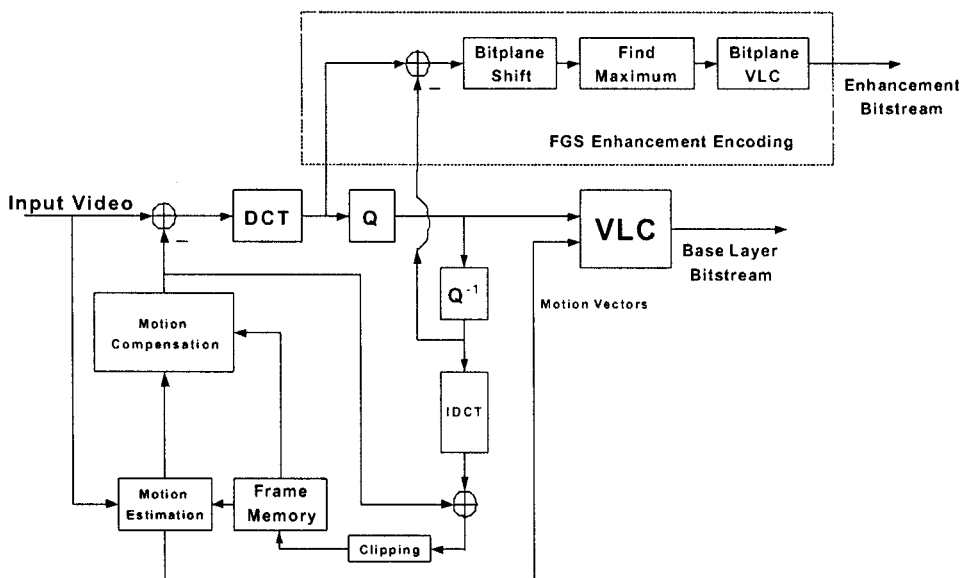 Bitplane
Shift
Find
Maximum
Bitplane
VLC
Enhancement
Bitstream
FGS Enhancement Encoding
Input Video
DCT
Q
VLC
Base Layer
Bitstream
Q⁻¹
Motion Vectors
Motion
Compensation
IDCT
Motion
Estimation
Frame
Memory
Clipping